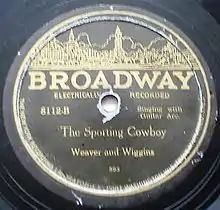 BROADWAY
ELECTRICALLY RECORDED
8112-B
Singing with
Guitar Acc.
The Sporting Cowboy
Weaver and Wiggins